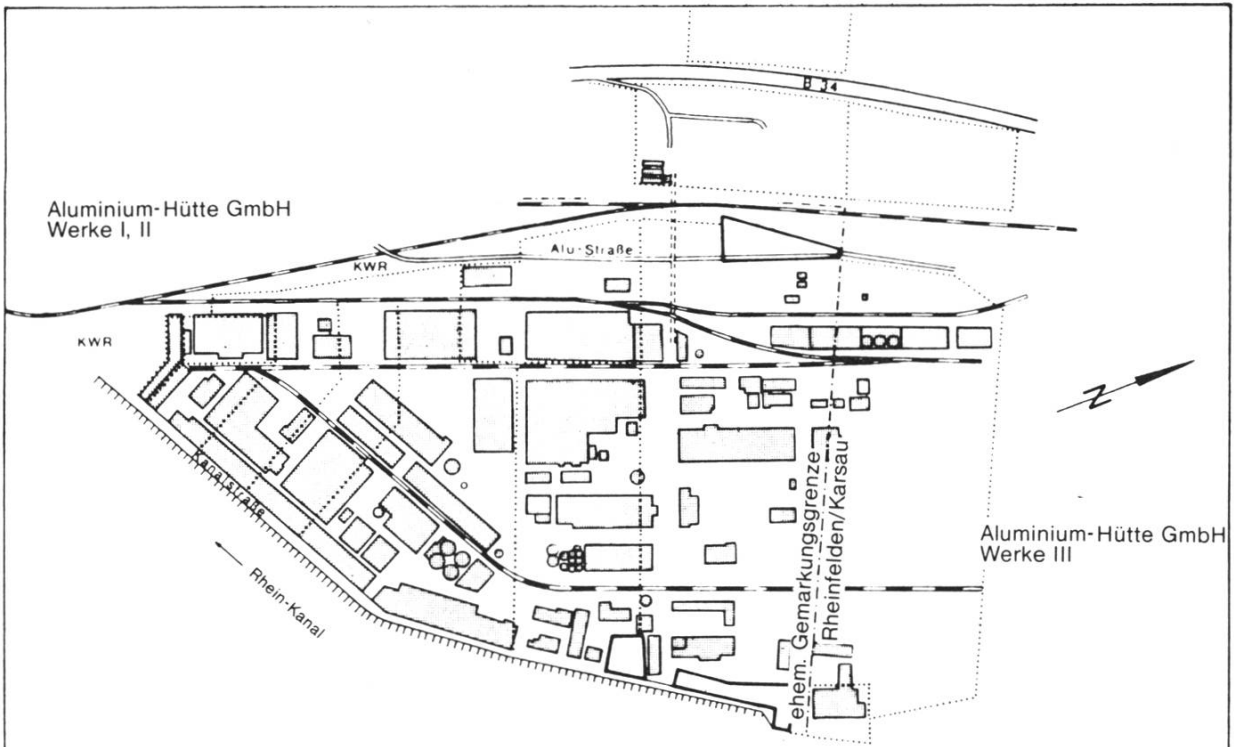 4
Aluminium-Hütte GmbH
Werke I, II
Alu-Straße
KWR
KWR
N
Kanalstraße
Rhein-Kanal
ehem. Gemarkungsgrenze
Rheinfelden/Karsau
Aluminium-Hütte GmbH
Werke III